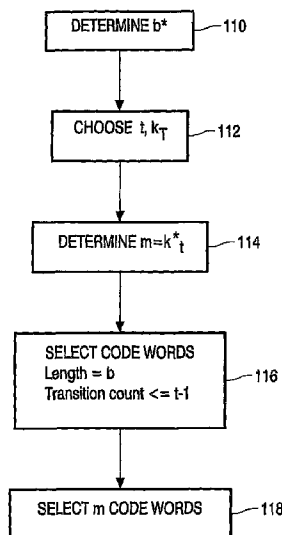 DETERMINE b*
110
CHOOSE t, kT
112
DETERMINE m=k*t
114
SELECT CODE WORDS
Length = b
Transition count <= t-1
116
SELECT m CODE WORDS
118